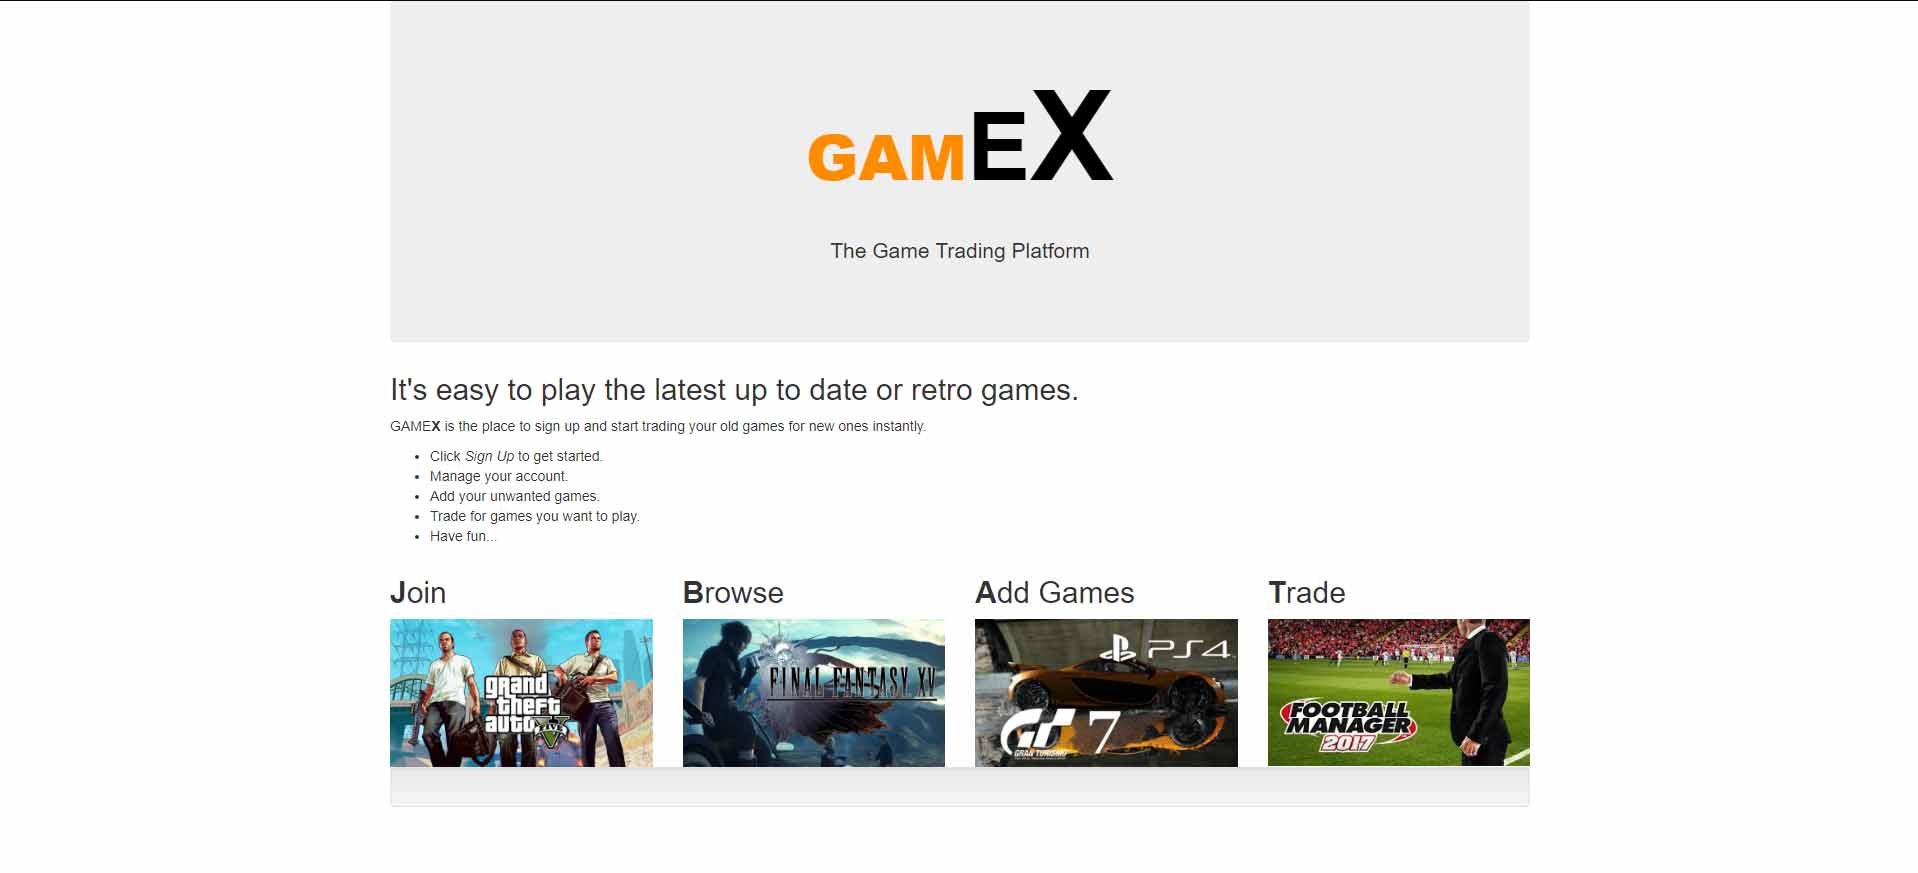 GAMEX
The Game Trading Platform
It's easy to play the latest up to date or retro games.
GAMEX is the place to sign up and start trading your old games for new ones instantly.
Click Sign Up to get started.
Manage your account.
Add your unwanted games.
Trade for games you want to play.
Have fun...
Join
Browse
Add Games
Trade
grand
theft
auto V
FIVE
FINAL FANTASY XV
PS4
GT 7
GRAN TURISMO
FOOTBALL
MANAGER
2017